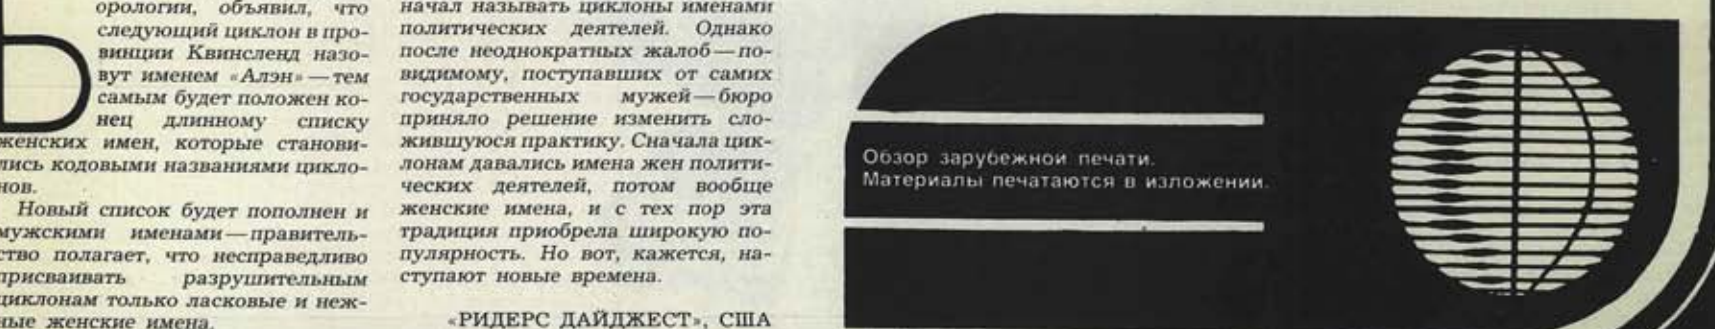 орологии, объявил, что
следующий циклон в про-
винции Квинсленд назо-
вут именем «Алэн» — тем
самым будет положен ко-
Б
нец длинному списку
женских имен, которые станови-
лись кодовыми названиями цикло-
нов.
Новый список будет пополнен и
мужскими именами — правитель-
ство полагает, что несправедливо
присваивать разрушительным
циклонам только ласковые и неж-
ные женские имена.
начал называть циклоны именами
политических деятелей. Однако
после неоднократных жалоб — по-
видимому, поступавших от самих
государственных мужей — бюро
приняло решение изменить сло-
жившуюся практику. Сначала цик-
лонам давались имена жен полити-
ческих деятелей, потом вообще
женские имена, и с тех пор эта
традиция приобрела широкую по-
пулярность. Но вот, кажется, на-
ступают новые времена.
«РИДЕРС ДАЙДЖЕСТ», США
Обзор зарубежной печати.
Материалы печатаются в изложении.